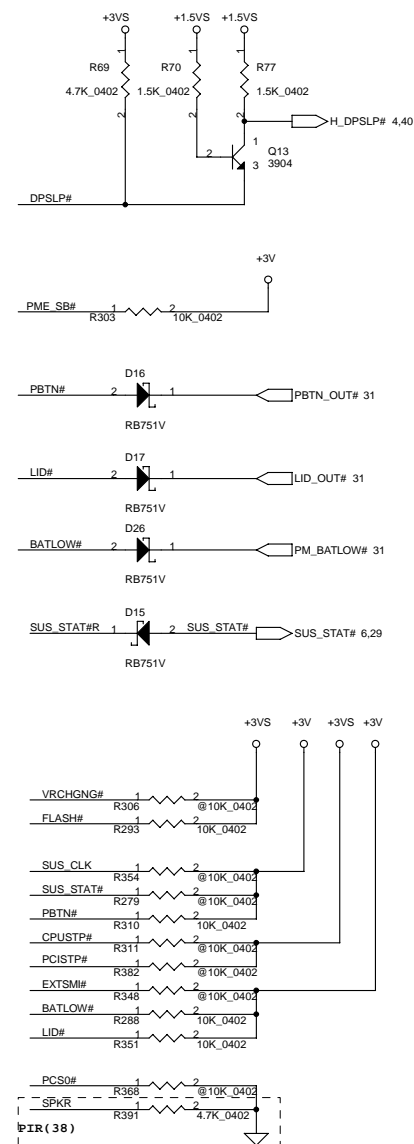 +3VS +1.5VS +1.5VS
1 1 1
R69 R70 R77
4.7K_0402 1.5K_0402 1.5K_0402
2 2 2
H_DPSLP# 4,40
1
2 Q13
3 3904
DPSLP#
+3V
PME_SB# 1 2
R303 10K_0402
D16
PBTN# 2 1 PBTN_OUT# 31
RB751V
D17
LID# 2 1 LID_OUT# 31
RB751V
D26
BATLOW# 2 1 PM_BATLOW# 31
RB751V
D15
SUS_STAT#R 1 2 SUS_STAT# SUS_STAT# 6,29
RB751V
+3VS +3V +3VS +3V
VRCHGNG# 1 2
R306 @10K_0402
FLASH# 1 2
R293 10K_0402
SUS_CLK 1 2
R354 @10K_0402
SUS_STAT# 1 2
R279 @10K_0402
PBTN# 1 2
R310 10K_0402
CPUSTP# 1 2
R311 @10K_0402
PCISTP# 1 2
R382 @10K_0402
EXTSMI# 1 2
R348 @10K_0402
BATLOW# 1 2
R288 10K_0402
LID# 1 2
R351 10K_0402
PCS0# 1 2
R368 @10K_0402
SPKR 1 2
R391 4.7K_0402
PIR(38)